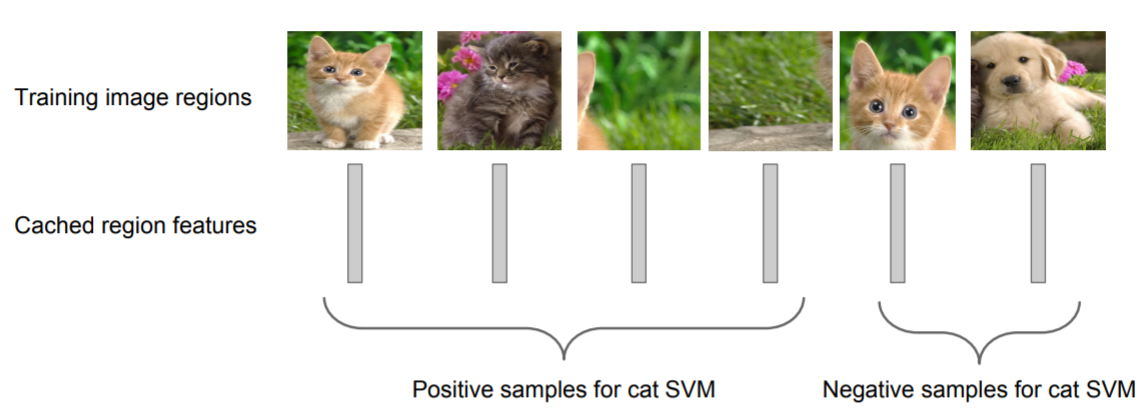 Training image regions
Cached region features
Positive samples for cat SVM
Negative samples for cat SVM